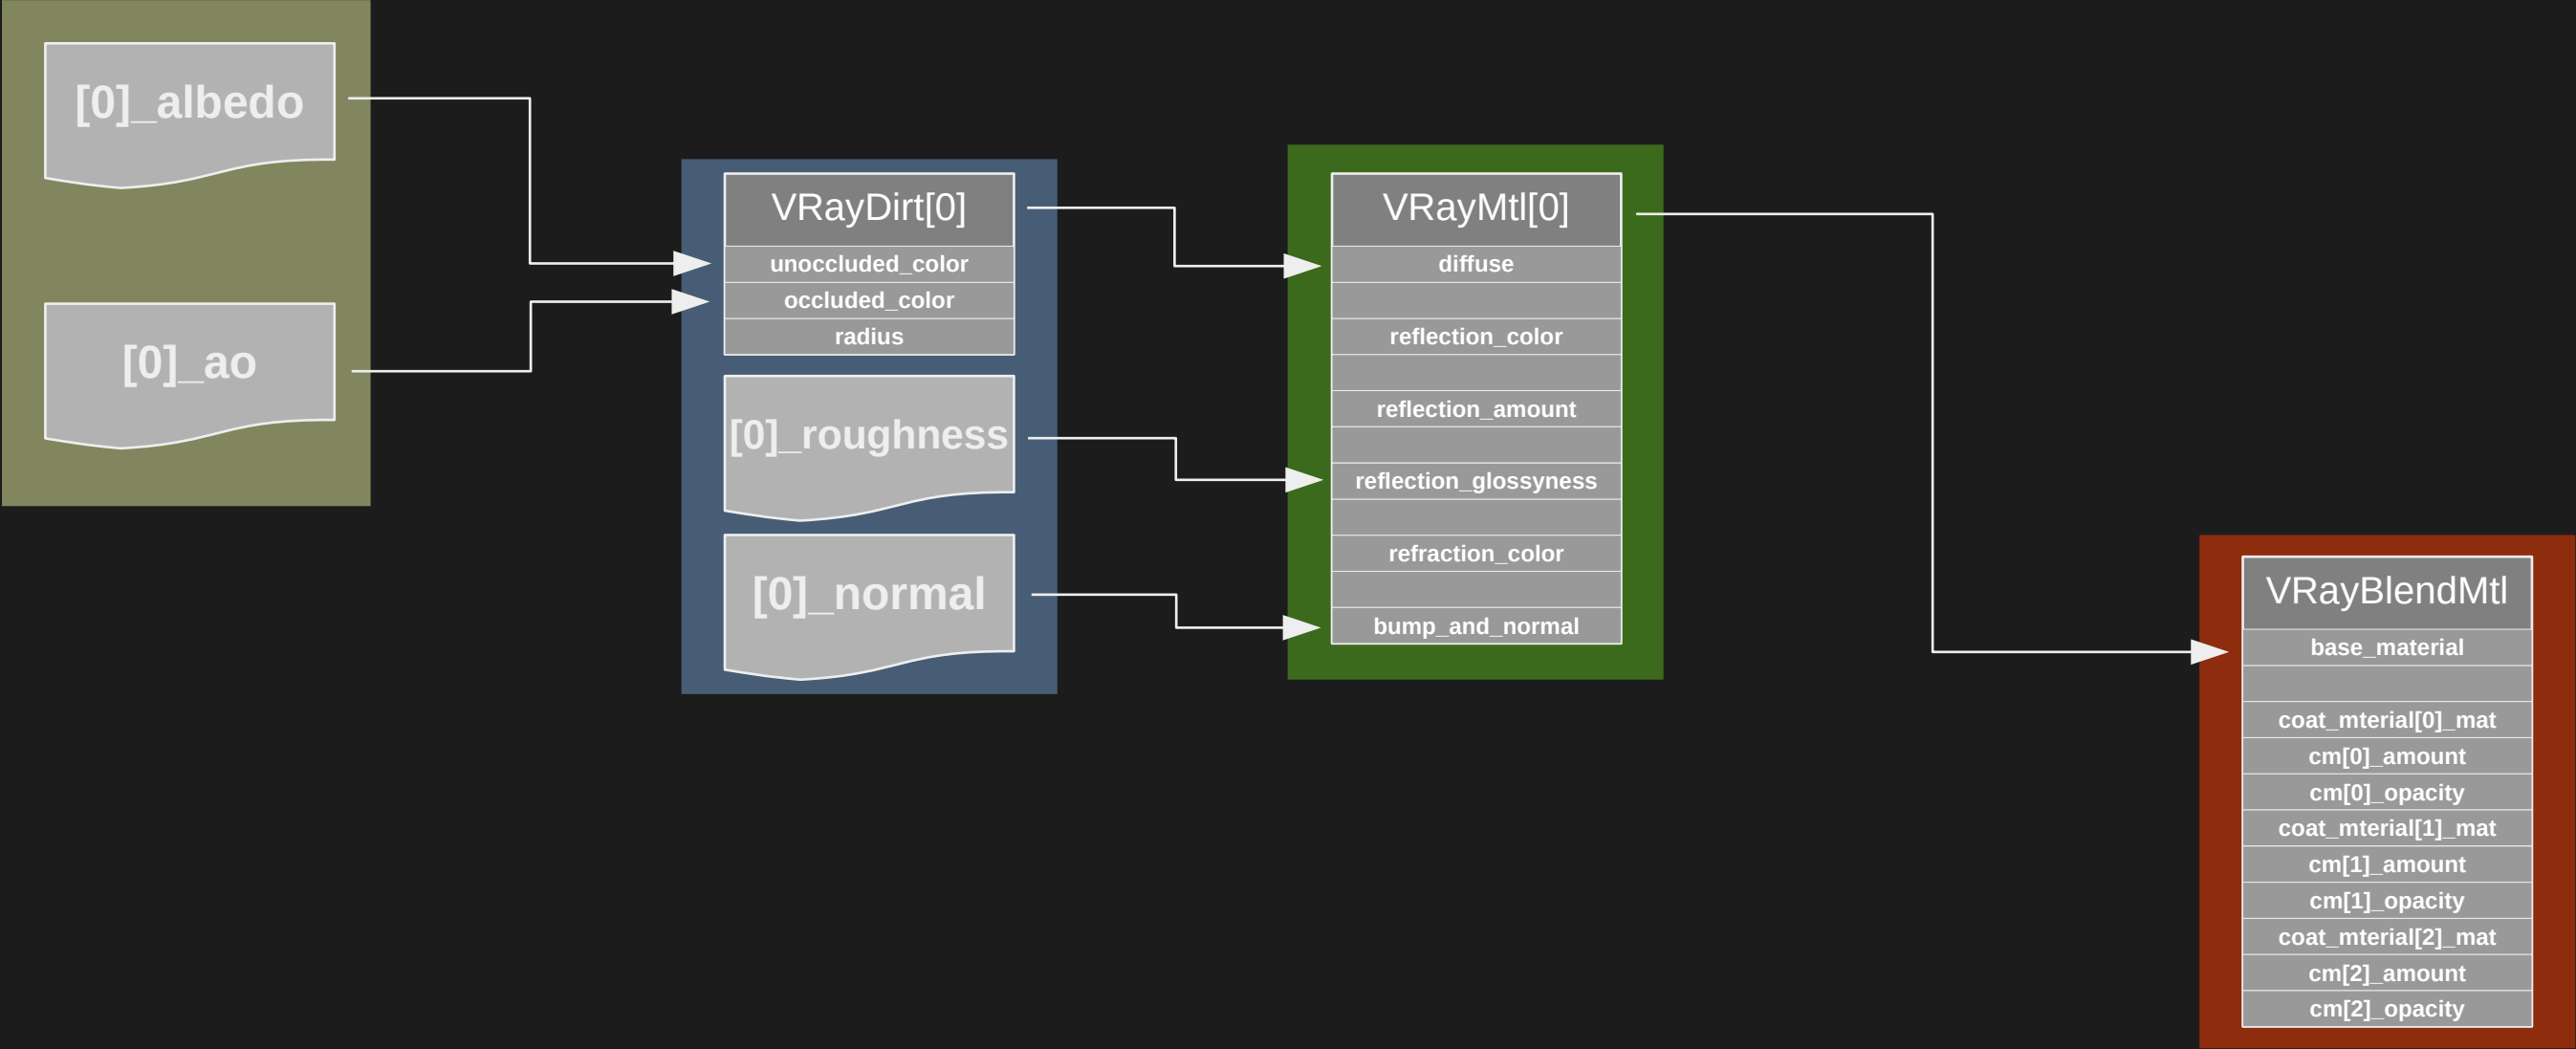 [0]_albedo
[0]_ao
VRayDirt[0]
unoccluded_color
occluded_color
radius
[0]_roughness
[0]_normal
VRayMtl[0]
diffuse
reflection_color
reflection_amount
reflection_glossyness
refraction_color
bump_and_normal
VRayBlendMtl
base_material
coat_mterial[0]_mat
cm[0]_amount
cm[0]_opacity
coat_mterial[1]_mat
cm[1]_amount
cm[1]_opacity
coat_mterial[2]_mat
cm[2]_amount
cm[2]_opacity